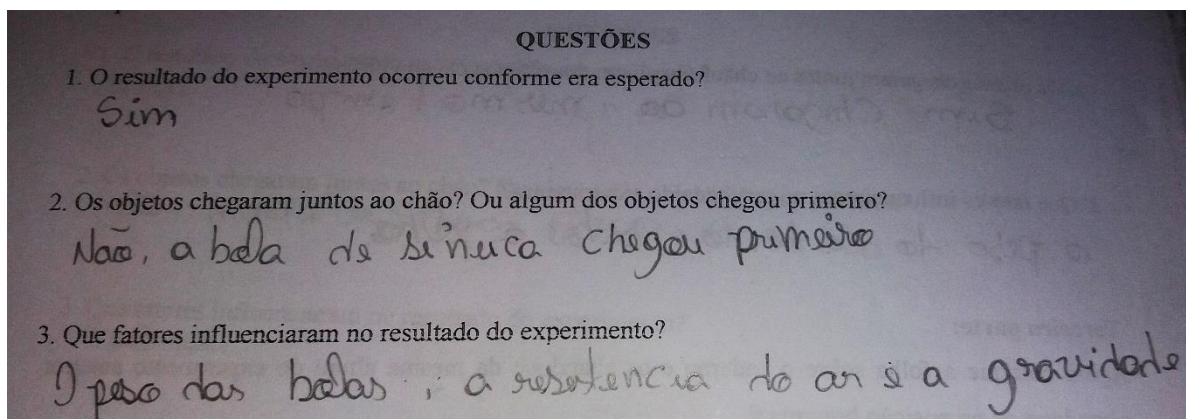 QUESTÕES
1. O resultado do experimento ocorreu conforme era esperado?
Sim
2. Os objetos chegaram juntos ao chão? Ou algum dos objetos chegou primeiro?
Não, a bola de sinuca chegou primeiro
3. Que fatores influenciaram no resultado do experimento?
O peso das bolas, a resestencia do ar e a gravidade